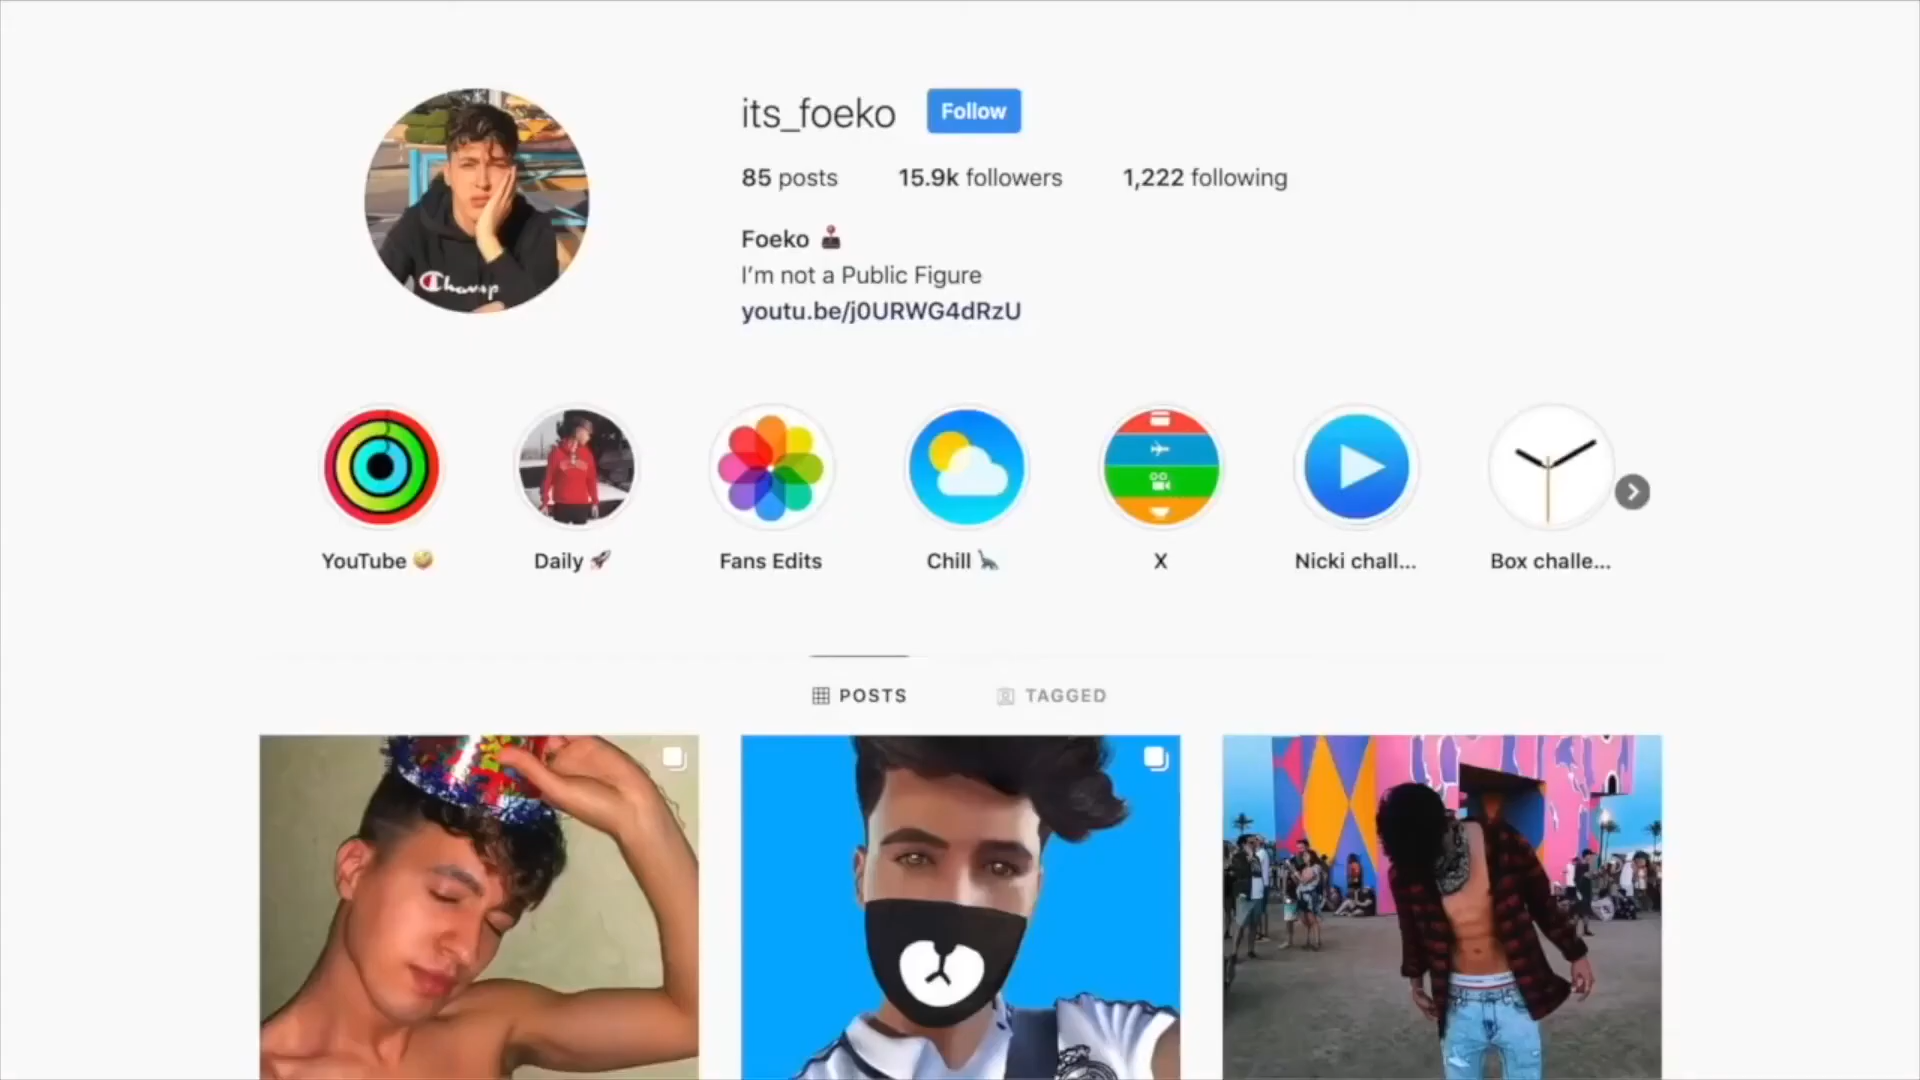 its_foeko Follow
85 posts 15.9k followers 1,222 following
Foeko
I'm not a Public Figure
youtu.be/j0URWG4dRzU
YouTube Daily Fans Edits Chill X Nicki chall... Box challe...
POSTS TAGGED